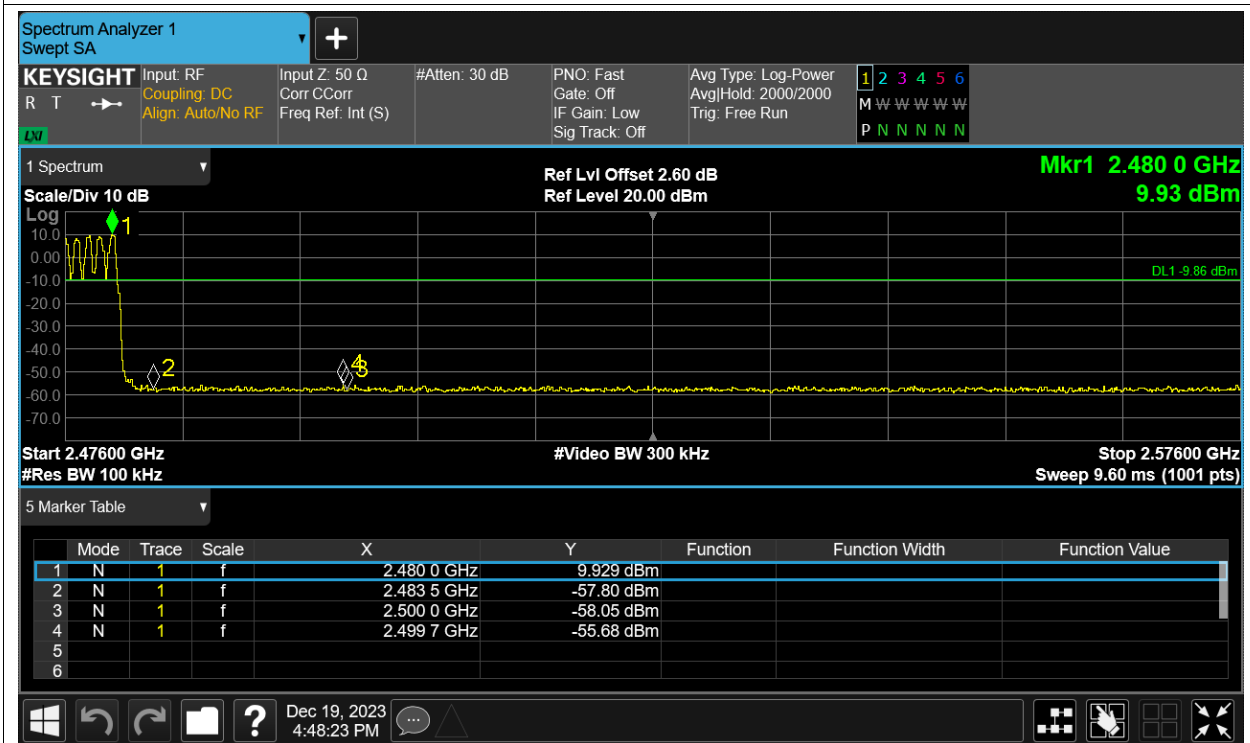 Spectrum Analyzer 1
Swept SA
KEYSIGHT Input: RF Input Z: 50 Ω #Atten: 30 dB PNO: Fast Avg Type: Log-Power 1 2 3 4 5 6
R T Coupling: DC Corr CCorr Gate: Off Avg|Hold: 2000/2000 M W W W W W
Align: Auto/No RF Freq Ref: Int (S) IF Gain: Low Trig: Free Run
LXI Sig Track: Off P N N N N N N
1 Spectrum Ref Lvl Offset 2.60 dB Mkr1 2.480 0 GHz
Scale/Div 10 dB Ref Level 20.00 dBm 9.93 dBm
Log
1
10.0
0.00
DL1 -9.86 dBm
-10.0
-20.0
-30.0
-40.0
2 4 3
-50.0
-60.0
-70.0
Start 2.47600 GHz #Video BW 300 kHz Stop 2.57600 GHz
#Res BW 100 kHz Sweep 9.60 ms (1001 pts)
5 Marker Table
Mode Trace Scale X Y Function Function Width Function Value
1 N 1 f 2.480 0 GHz 9.929 dBm
2 N 1 f 2.483 5 GHz -57.80 dBm
3 N 1 f 2.500 0 GHz -58.05 dBm
4 N 1 f 2.499 7 GHz -55.68 dBm
5
6
? Dec 19, 2023
4:48:23 PM